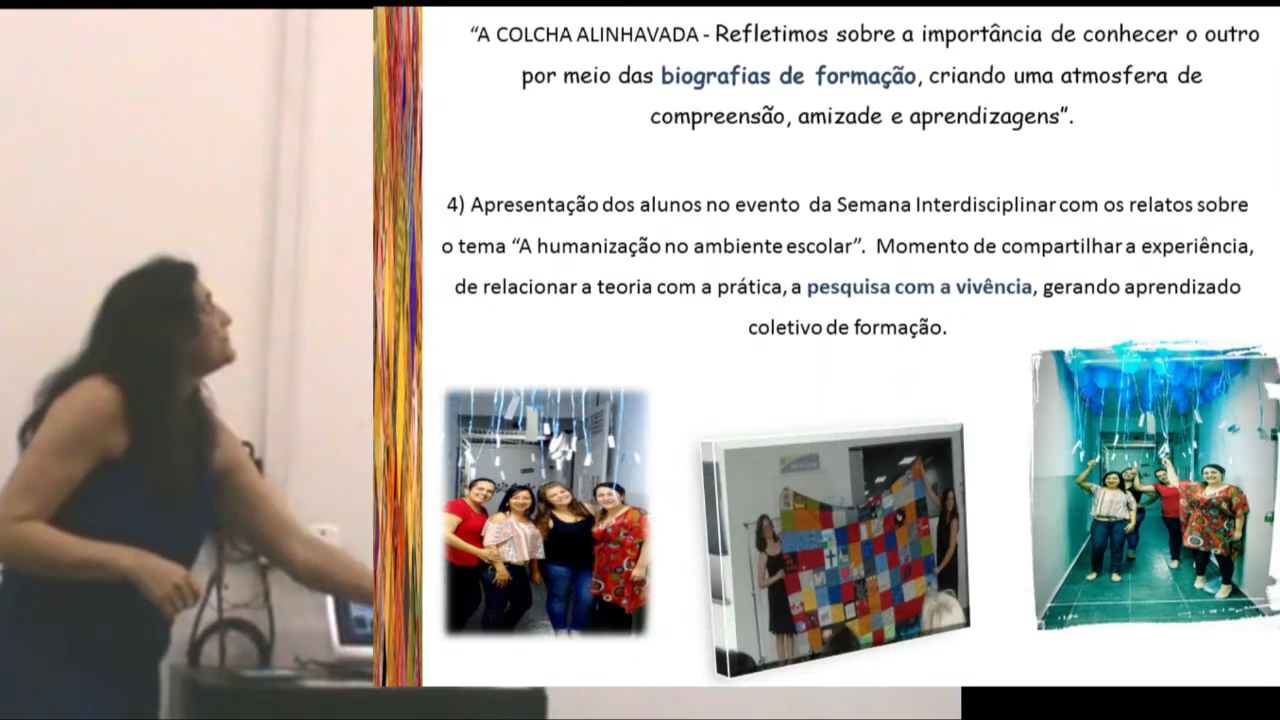 “A COLCHA ALINHAVADA - Refletimos sobre a importância de conhecer o outro
por meio das biografias de formação, criando uma atmosfera de
compreensão, amizade e aprendizagens”.
4) Apresentação dos alunos no evento da Semana Interdisciplinar com os relatos sobre
o tema “A humanização no ambiente escolar”. Momento de compartilhar a experiência,
de relacionar a teoria com a prática, a pesquisa com a vivência, gerando aprendizado
coletivo de formação.